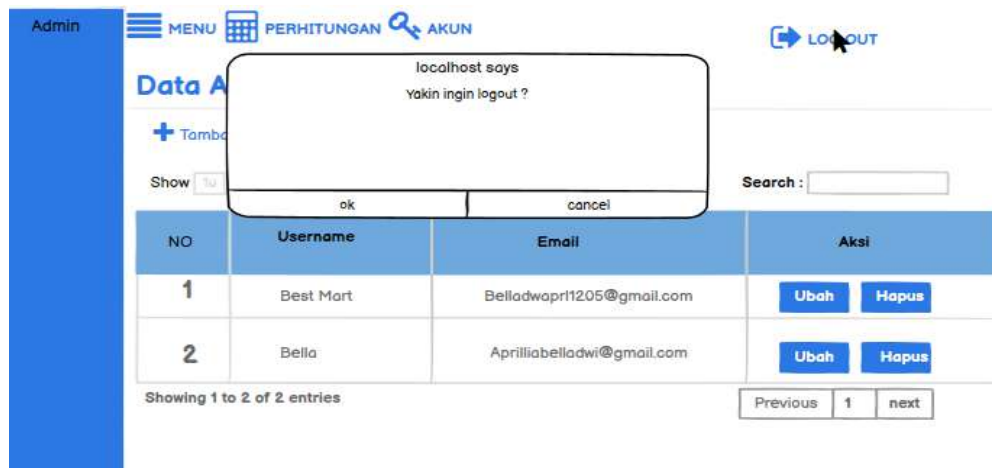 Admin MENU PERHITUNGAN AKUN LOG OUT
localhost says
Data A
Yakin ingin logout ?
Tamba
Show Search :
ok cancel
NO Username Email Aksi
1 Best Mart Belladwaprl1205@gmail.com Ubah Hapus
2 Bella Aprilliabelladwi@gmail.com Ubah Hapus
Showing 1 to 2 of 2 entries Previous 1 next